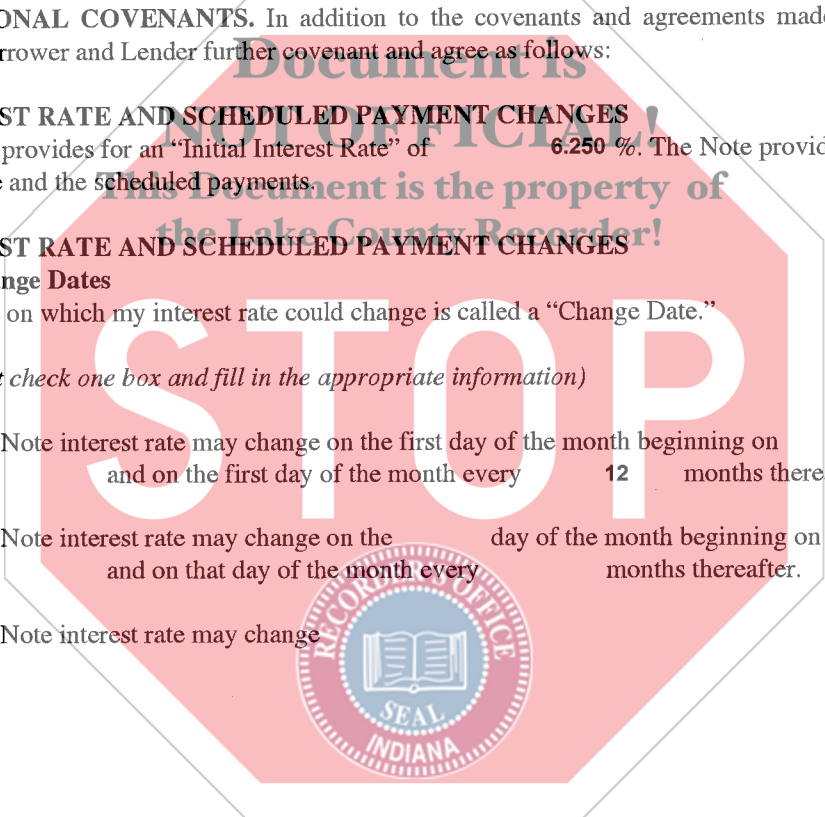 ONAL COVENANTS. In addition to the covenants and agreements made
rrower and Lender further covenant and agree as follows:
Document is
ST RATE AND SCHEDULED PAYMENT CHANGES
NOT OFFICIAL!
provides for an “Initial Interest Rate” of 6.250 %. The Note provid
e and the scheduled payments.
This Document is the property of
the Lake County Recorder!
ST RATE AND SCHEDULED PAYMENT CHANGES
nge Dates
on which my interest rate could change is called a “Change Date.”
STOP
t check one box and fill in the appropriate information)
Note interest rate may change on the first day of the month beginning on
and on the first day of the month every 12 months there
Note interest rate may change on the day of the month beginning on
and on that day of the month every months thereafter.
Note interest rate may change
RECORDER'S OFFICE
SEAL
INDIANA